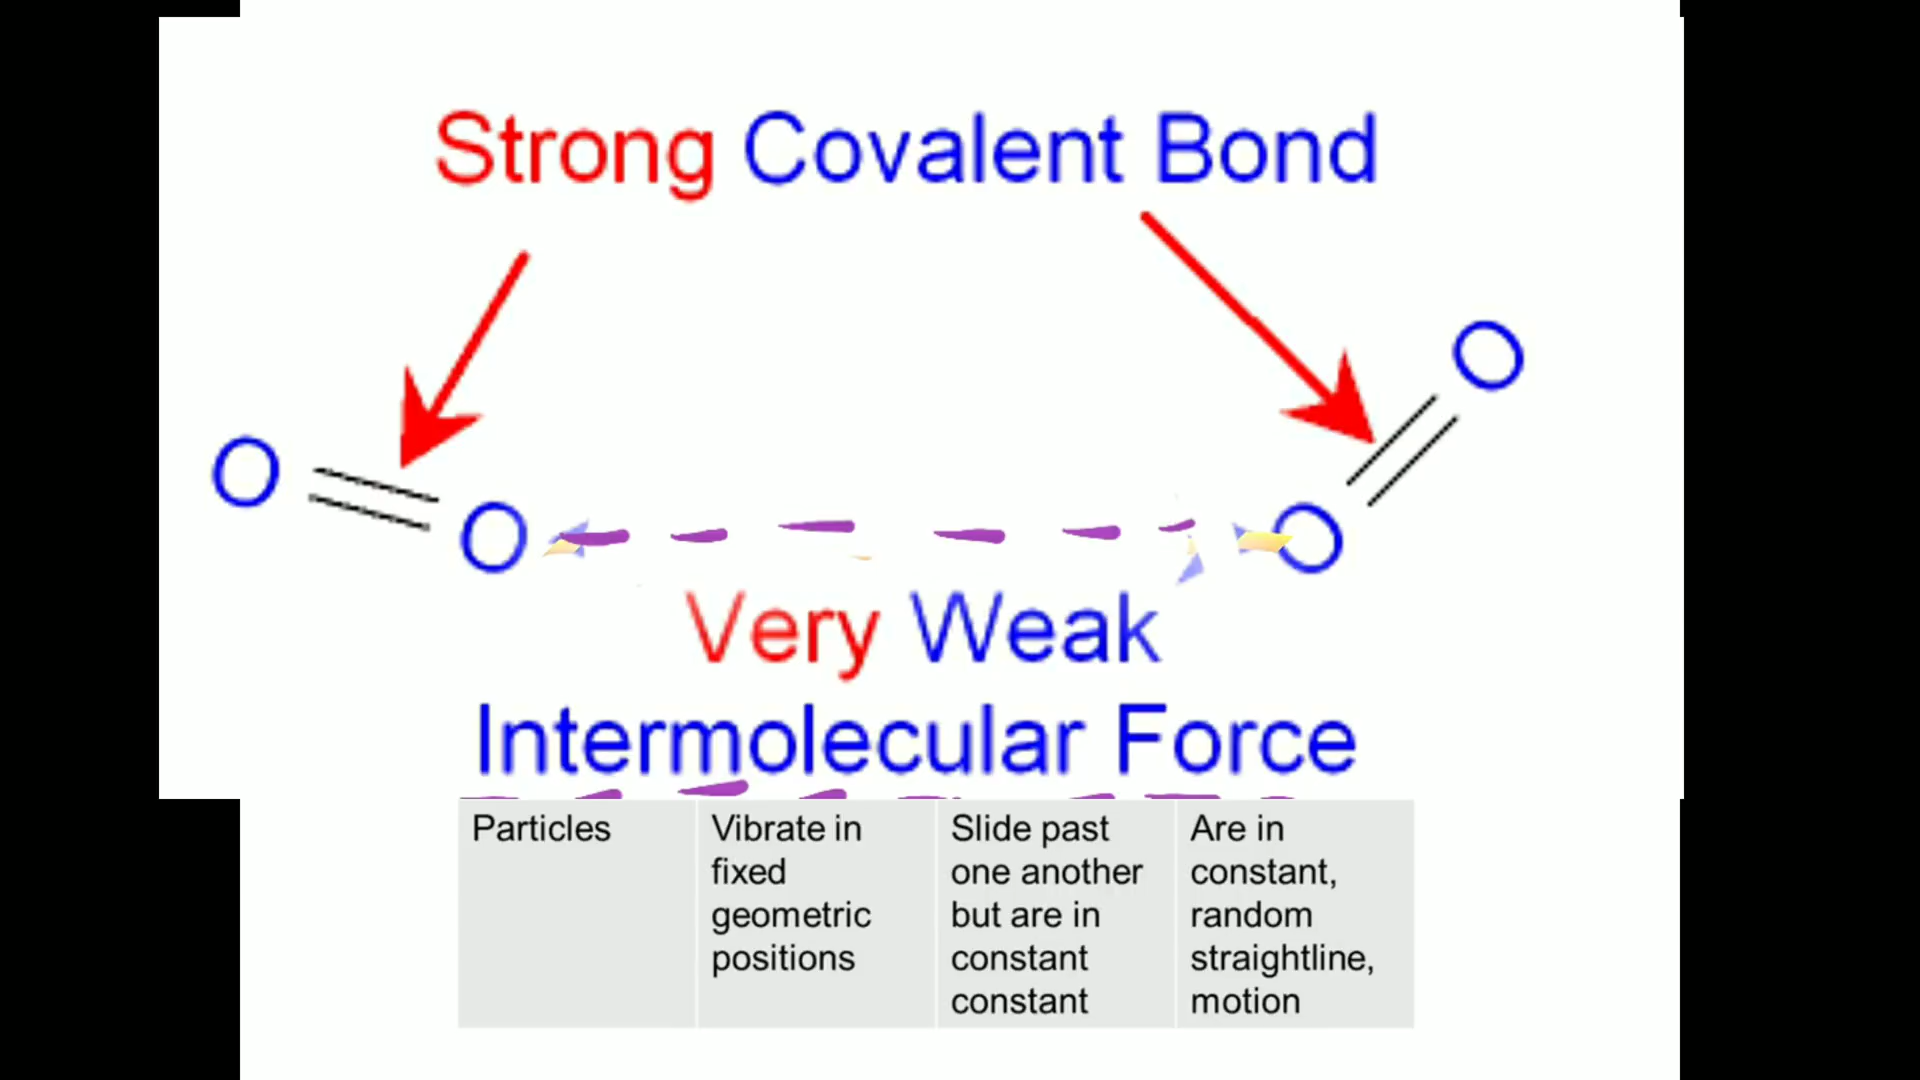 Strong Covalent Bond
O
O
O
O
Very Weak
Intermolecular Force
Particles
Vibrate in
fixed
geometric
positions
Slide past
one another
but are in
constant
constant
Are in
constant,
random
straightline,
motion